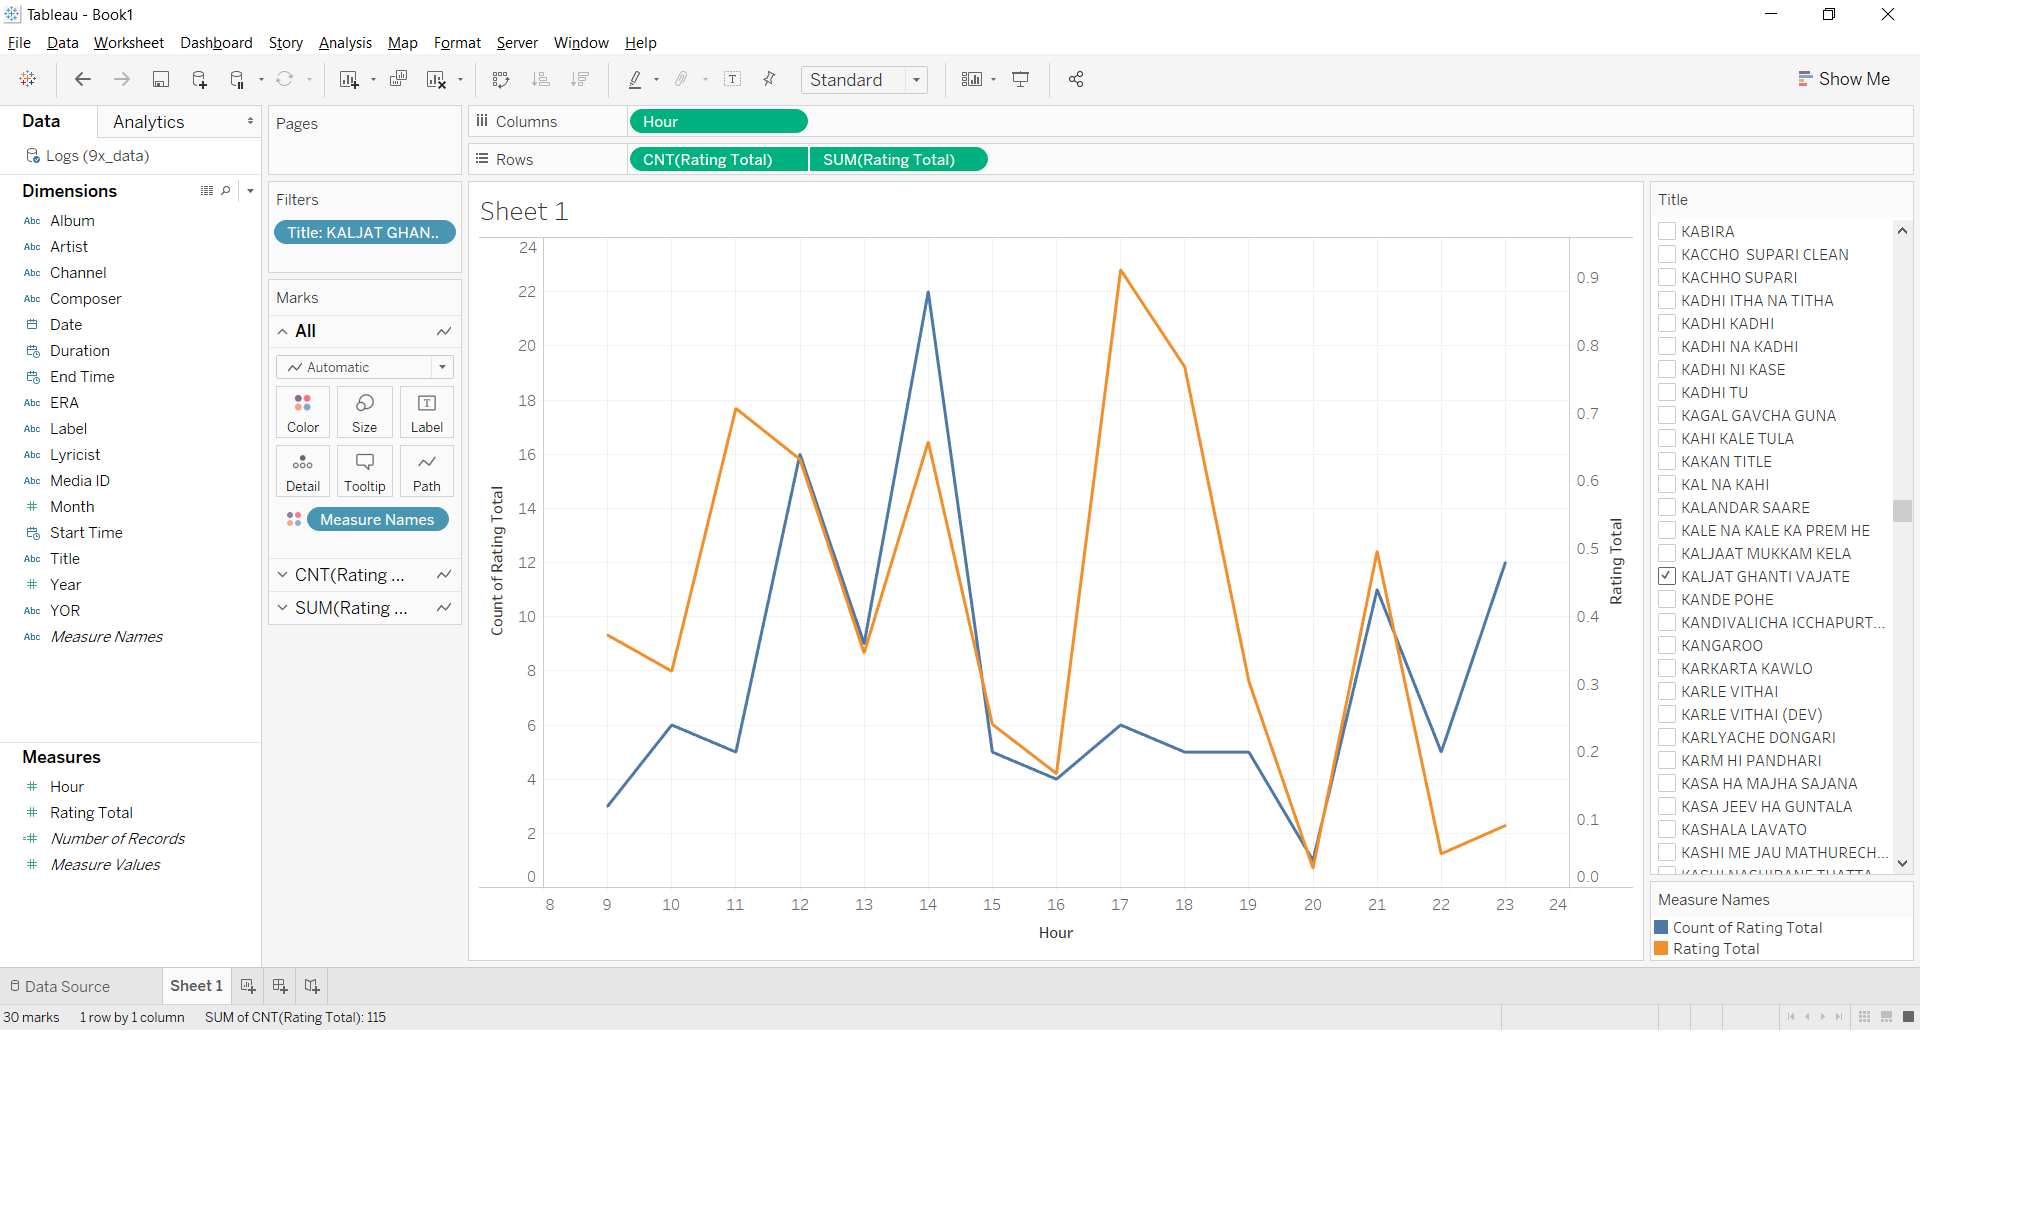 Tableau - Book1
File Data Worksheet Dashboard Story Analysis Map Format Server Window Help
Standard
Show Me
Data
Analytics
Logs (9x_data)
Dimensions
Abc Album
Abc Artist
Abc Channel
Abc Composer
Date
Duration
End Time
Abc ERA
Abc Label
Abc Lyricist
Abc Media ID
# Month
Start Time
Abc Title
# Year
Abc YOR
Abc Measure Names
Measures
# Hour
# Rating Total
=# Number of Records
# Measure Values
Pages
Filters
Title: KALJAT GHAN..
Marks
All
Automatic
Color Size Label
Detail Tooltip Path
Measure Names
CNT(Rating ...
SUM(Rating ...
Columns
Hour
Rows
CNT(Rating Total) SUM(Rating Total)
Sheet 1
Count of Rating Total
24
22
20
18
16
14
12
10
8
6
4
2
0
0.9
0.8
0.7
0.6
0.5
0.4
0.3
0.2
0.1
0.0
Rating Total
8 9 10 11 12 13 14 15 16 17 18 19 20 21 22 23 24
Hour
Title
KABIRA
KACCHO  SUPARI CLEAN
KACHHO SUPARI
KADHI ITHA NA TITHA
KADHI KADHI
KADHI NA KADHI
KADHI NI KASE
KADHI TU
KAGAL GAVCHA GUNA
KAHI KALE TULA
KAKAN TITLE
KAL NA KAHI
KALANDAR SAARE
KALE NA KALE KA PREM HE
KALJAAT MUKKAM KELA
KALJAT GHANTI VAJATE
KANDE POHE
KANDIVALICHA ICCHAPURT...
KANGAROO
KARKARTA KAWLO
KARLE VITHAI
KARLE VITHAI (DEV)
KARLYACHE DONGARI
KARM HI PANDHARI
KASA HA MAJHA SAJANA
KASA JEEV HA GUNTALA
KASHALA LAVATO
KASHI ME JAU MATHURECH...
Measure Names
Count of Rating Total
Rating Total
Data Source
Sheet 1
30 marks 1 row by 1 column SUM of CNT(Rating Total): 115